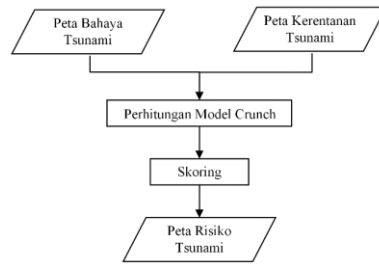 Peta Bahaya
Tsunami
Peta Kerentanan
Tsunami
Perhitungan Model Crunch
Skoring
Peta Risiko
Tsunami